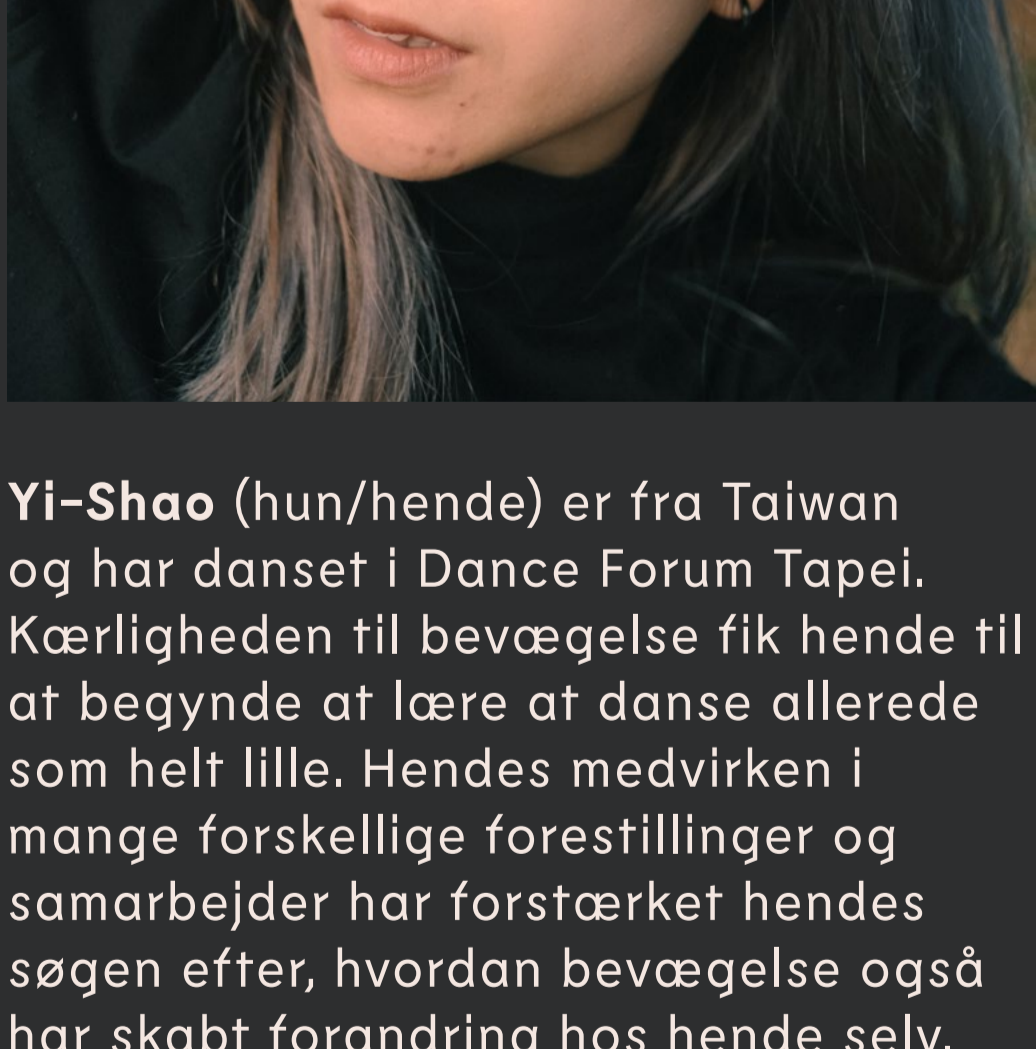 Yi-Shao (hun/hende) er fra Taiwan
og har danset i Dance Forum Tapei.
Kærligheden til bevægelse fik hende til
at begynde at lære at danse allerede
som helt lille. Hendes medvirken i
mange forskellige forestillinger og
samarbejder har forstærket hendes
søgen efter, hvordan bevægelse også
har skabt forandring hos hende selv.